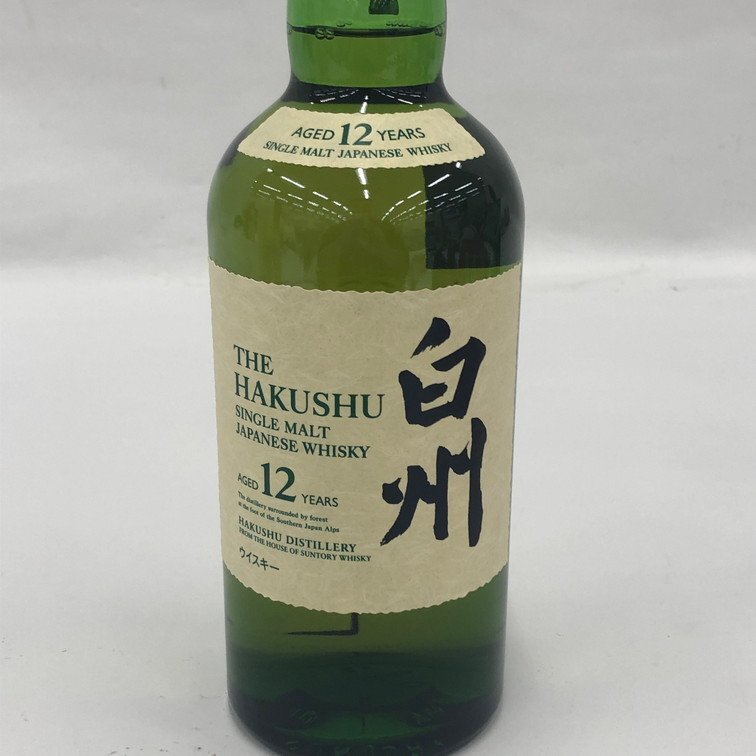 AGED 12 YEARS
SINGLE MALT JAPANESE WHISKY
THE
HAKUSHU
SINGLE MALT
JAPANESE WHISKY
AGED 12 YEARS
The distillery surrounded by forest
at the foot of the Southern Japan Alps
HAKUSHU DISTILLERY
FROM THE HOUSE OF SUNTORY WHISKY
ウイスキー
白州